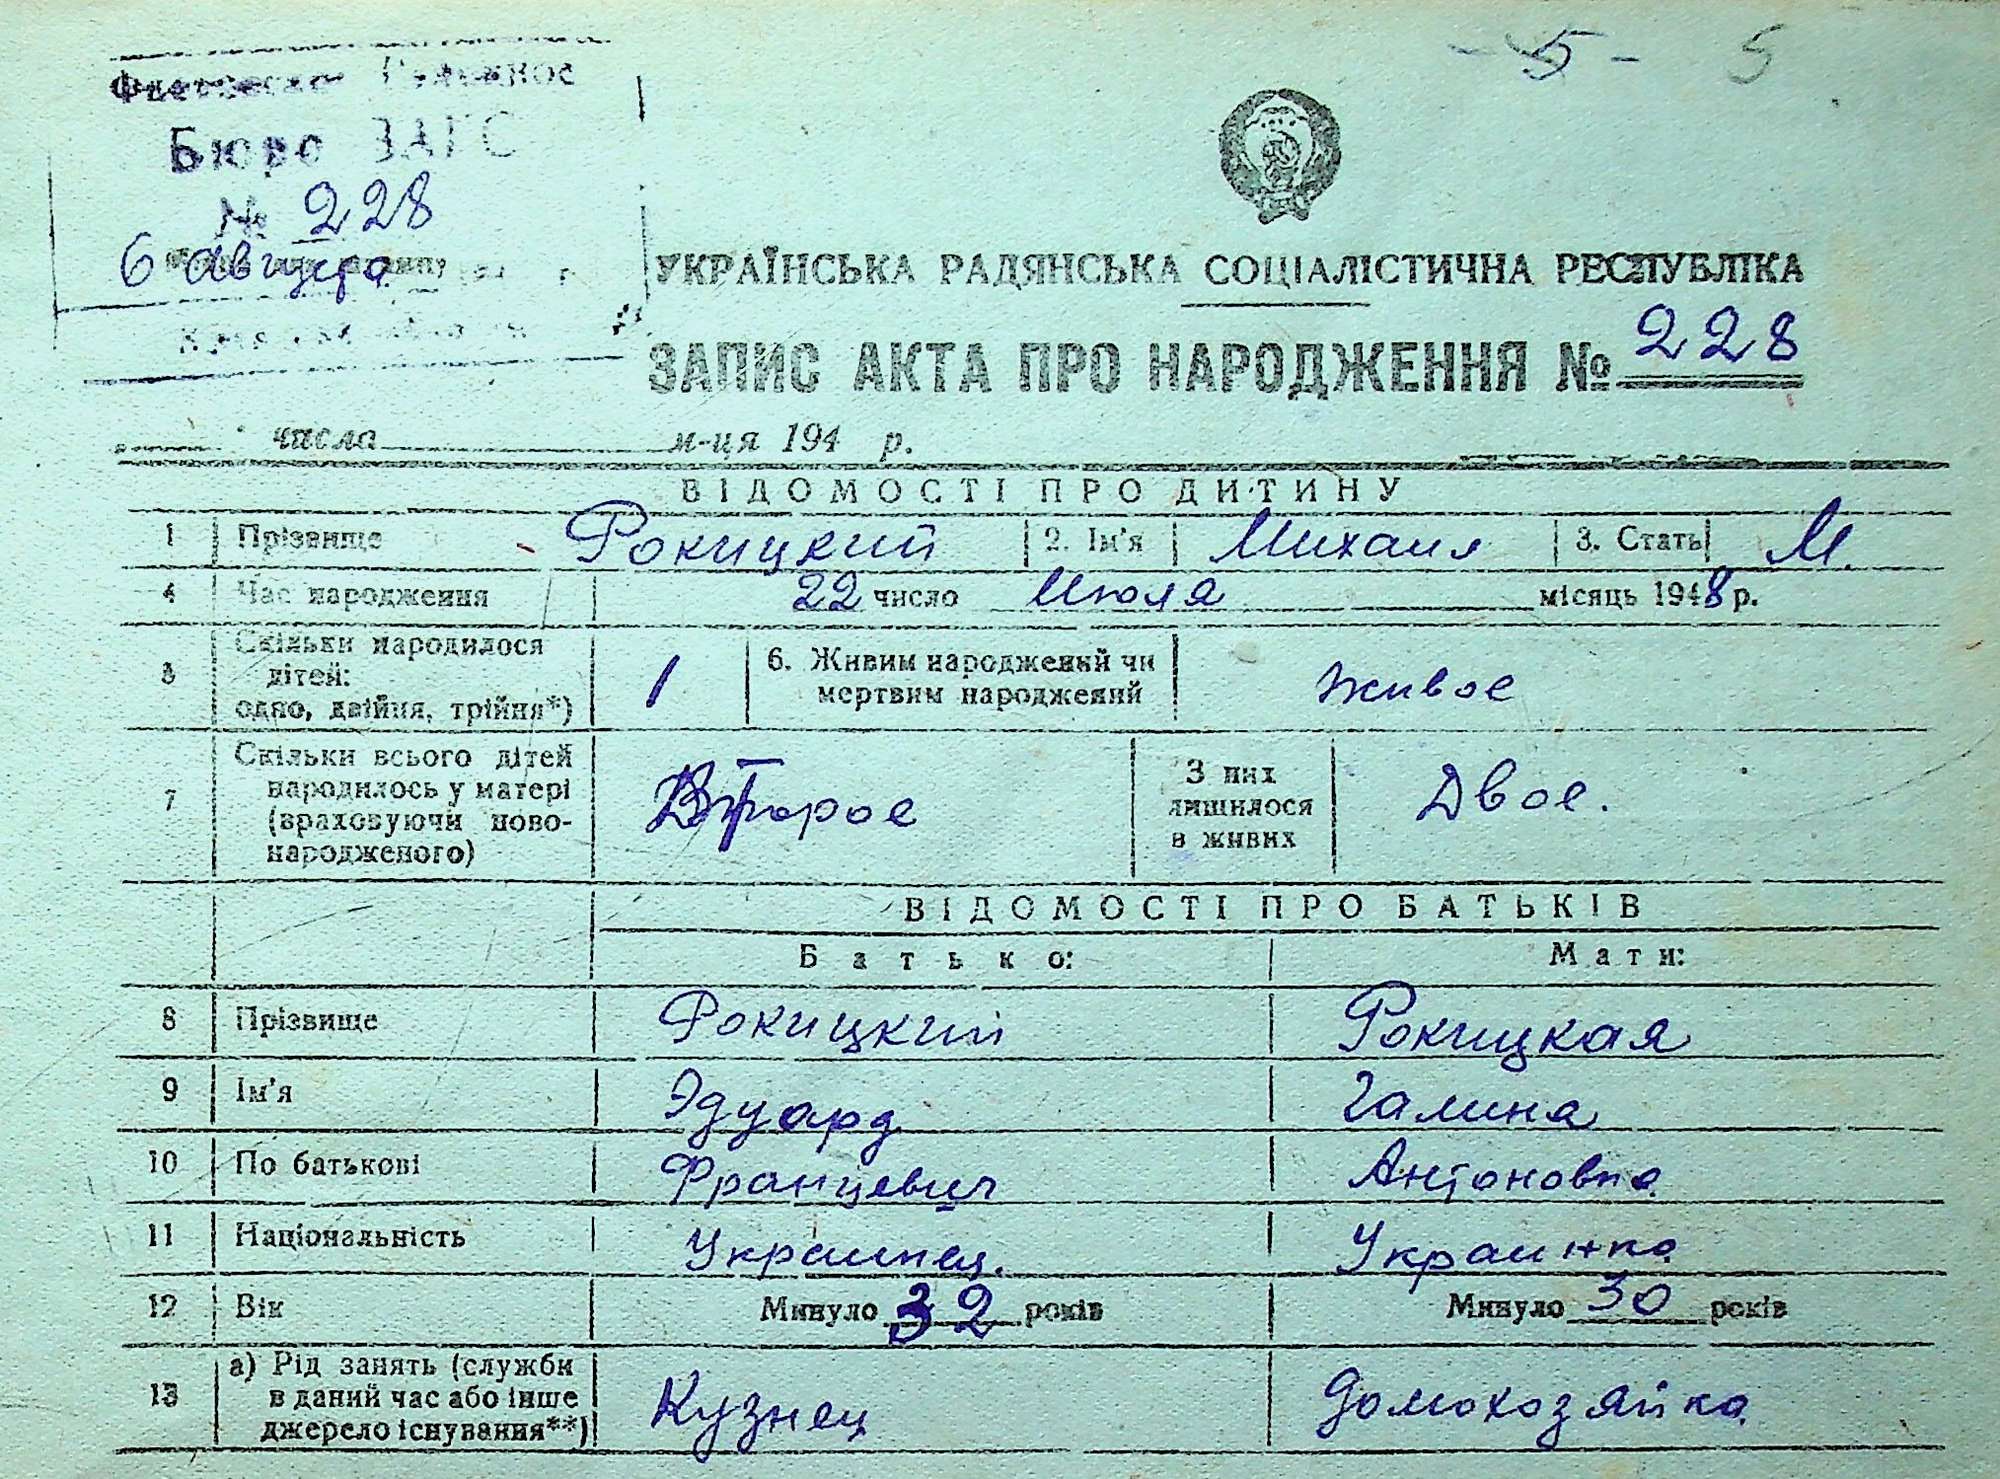 - 5 - 5
Бюро ЗАГС
№ 228
6 августа
УКРАЇНСЬКА РАДЯНСЬКА СОЦІАЛІСТИЧНА РЕСПУБЛІКА
ЗАПИС АКТА ПРО НАРОДЖЕННЯ № 228
числа м-ця 194 р.
ВІДОМОСТІ ПРО ДИТИНУ
1 Прізвище Рокицкий 2. Ім'я Михаил 3. Стать М.
4 Час народження 22 число Июля місяць 1948 р.
5 Скільки народилося
дітей:
одно, двійня, трійня*) 1 6. Живим народжений чи
мертвим народжений живое
7 Скільки всього дітей
народилось у матері
(враховуючи ново-
народженого) Второе З них
лишилося
в живих Двое.
ВІДОМОСТІ ПРО БАТЬКІВ
Батько: Мати:
8 Прізвище Рокицкий Рокицкая
9 Ім'я Эдуард Галина
10 По батькові Францевич Антоновна
11 Національність Украинец. Украинка
12 Вік Минуло 32 років Минуло 30 років
13 а) Рід занять (служби
в даний час або інше
джерело існування**) Кузнец Домохозяйка